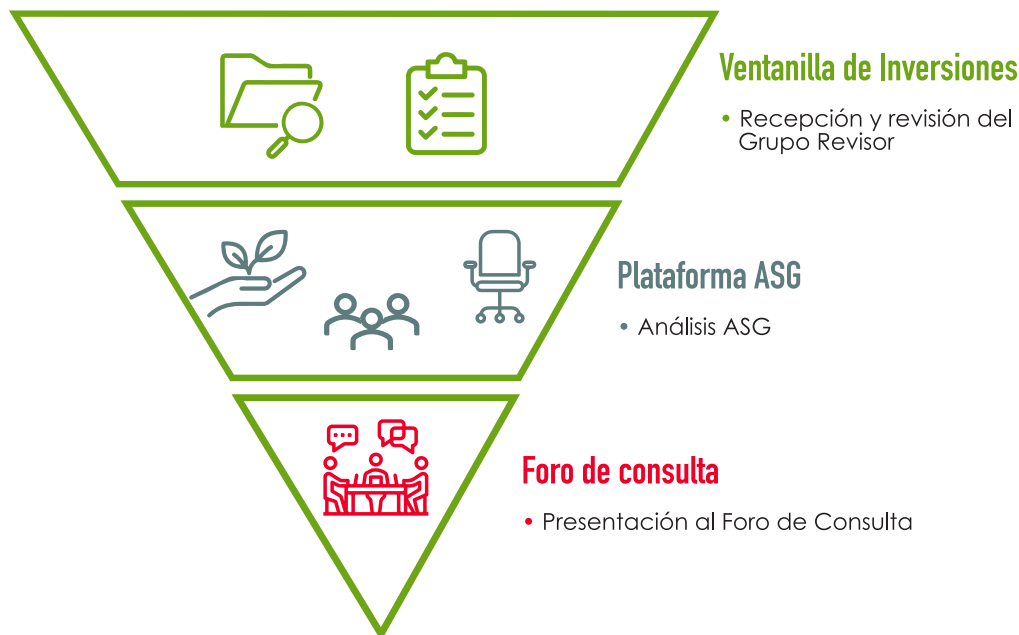 Ventanilla de Inversiones
• Recepción y revisión del
Grupo Revisor
Plataforma ASG
• Análisis ASG
Foro de consulta
• Presentación al Foro de Consulta